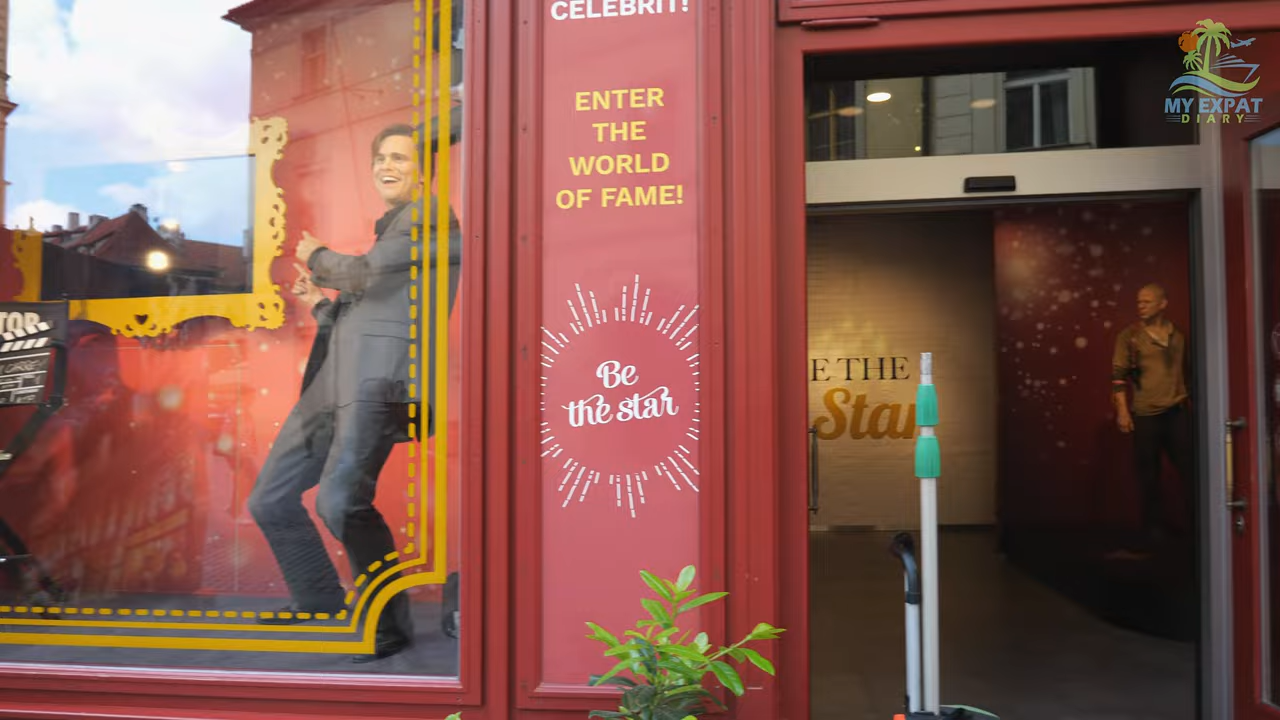 CELEBRIT!
ENTER
THE
WORLD
OF FAME!
Be
the star
E THE
Star
TOR
MY EXPAT
DIARY